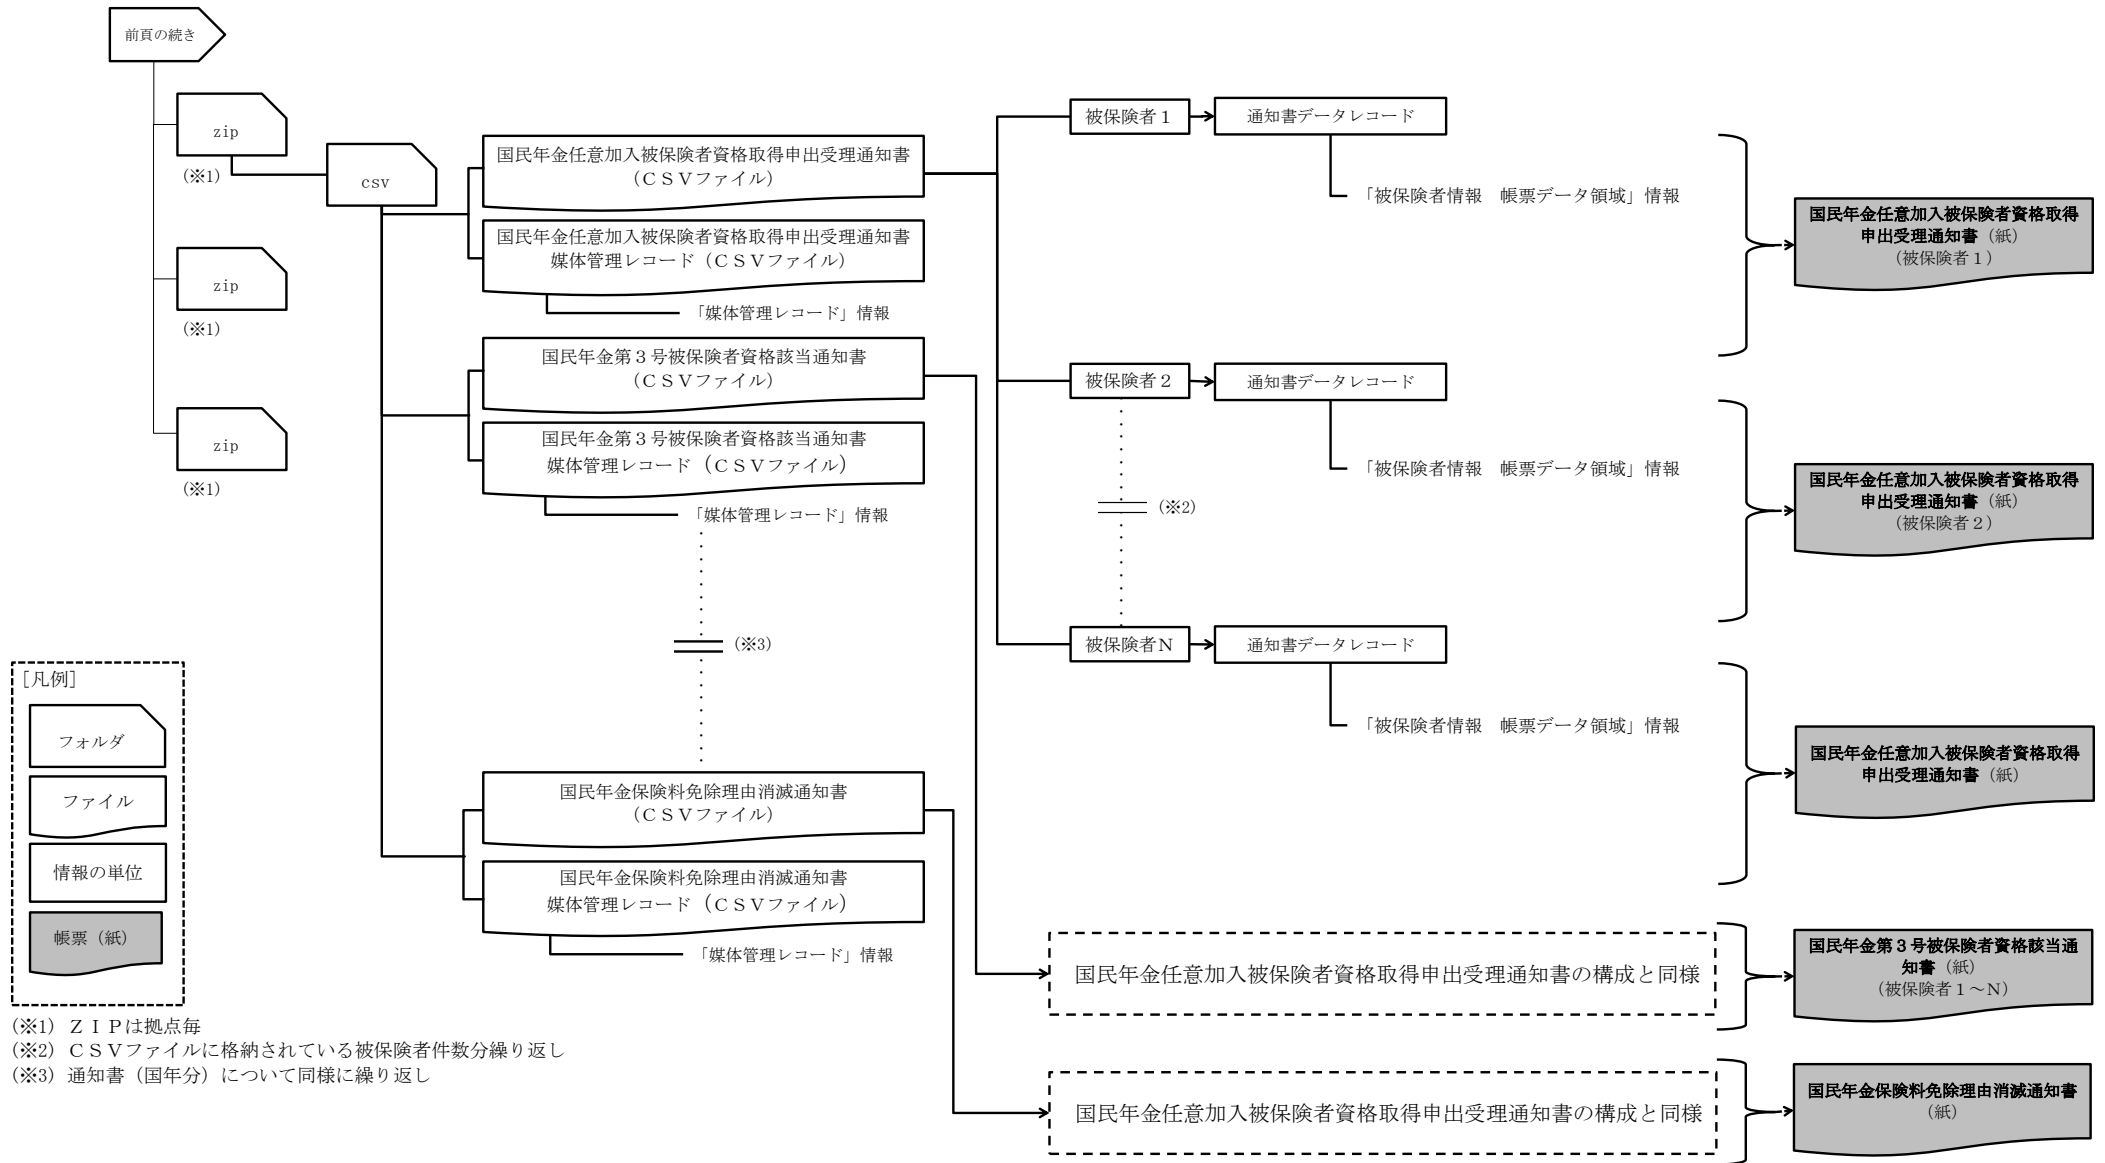 前頁の続き
zip
(※1)
zip
(※1)
zip
(※1)
csv
国民年金任意加入被保険者資格取得申出受理通知書
（ＣＳＶファイル）
国民年金任意加入被保険者資格取得申出受理通知書
媒体管理レコード（ＣＳＶファイル）
「媒体管理レコード」情報
国民年金第３号被保険者資格該当通知書
（ＣＳＶファイル）
国民年金第３号被保険者資格該当通知書
媒体管理レコード（ＣＳＶファイル）
「媒体管理レコード」情報
(※3)
国民年金保険料免除理由消滅通知書
（ＣＳＶファイル）
国民年金保険料免除理由消滅通知書
媒体管理レコード（ＣＳＶファイル）
「媒体管理レコード」情報
被保険者１
通知書データレコード
「被保険者情報　帳票データ領域」情報
被保険者２
通知書データレコード
「被保険者情報　帳票データ領域」情報
(※2)
被保険者Ｎ
通知書データレコード
「被保険者情報　帳票データ領域」情報
国民年金任意加入被保険者資格取得申出受理通知書の構成と同様
国民年金任意加入被保険者資格取得申出受理通知書の構成と同様
国民年金任意加入被保険者資格取得
申出受理通知書（紙）
（被保険者１）
国民年金任意加入被保険者資格取得
申出受理通知書（紙）
（被保険者２）
国民年金任意加入被保険者資格取得
申出受理通知書（紙）
国民年金第３号被保険者資格該当通
知書（紙）
（被保険者１～Ｎ）
国民年金保険料免除理由消滅通知書
（紙）
［凡例］
フォルダ
ファイル
情報の単位
帳票（紙）
(※1) ＺＩＰは拠点毎
(※2) ＣＳＶファイルに格納されている被保険者件数分繰り返し
(※3) 通知書（国年分）について同様に繰り返し